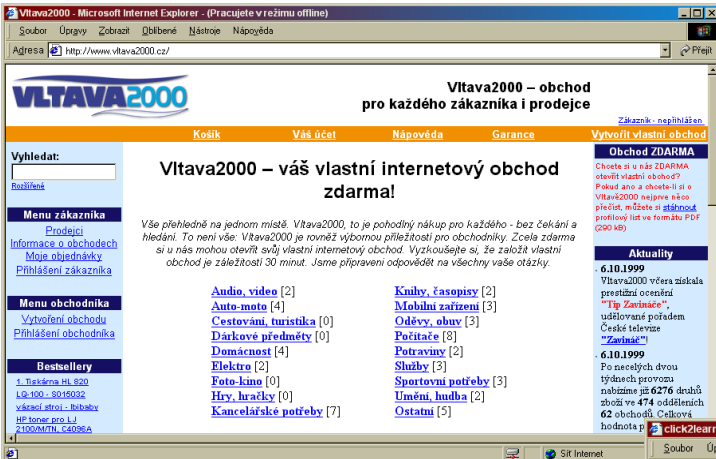 Vltava2000 - Microsoft Internet Explorer - (Pracujete v režimu offline)
Soubor Úpravy Zobrazit Oblíbené Nástroje Nápověda
Adresa http://www.vltava2000.cz/ Přejít
VLTAVA2000
Vltava2000 – obchod
pro každého zákazníka i prodejce
Zákazník - nepřihlášen
Košík Váš účet Nápověda Garance Vytvořit vlastní obchod
Vyhledat:
Rozšířené
Menu zákazníka
Prodejci
Informace o obchodech
Moje objednávky
Přihlášení zákazníka
Menu obchodníka
Vytvoření obchodu
Přihlášení obchodníka
Bestsellery
1. Tiskárna HL 820
LQ-100 - S015032
vázací stroj - Ibibaby
HP toner pro LJ
2100/M/TN, C4096A
Vltava2000 – váš vlastní internetový obchod
zdarma!
Vše přehledně na jednom místě. Vltava2000, to je pohodlný nákup pro každého - bez čekání a
hledání. To není vše: Vltava2000 je rovněž výbornou příležitostí pro obchodníky. Zcela zdarma
si u nás mohou otevřít svůj vlastní internetový obchod. Vyzkoušejte si, že založit vlastní
obchod je záležitostí 30 minut. Jsme připraveni odpovědět na všechny vaše otázky.
Audio, video [2]
Auto-moto [4]
Cestování, turistika [0]
Dárkové předměty [0]
Domácnost [4]
Elektro [2]
Foto-kino [0]
Hry, hračky [0]
Kancelářské potřeby [7]
Knihy, časopisy [2]
Mobilní zařízení [3]
Oděvy, obuv [3]
Počítače [8]
Potraviny [2]
Služby [3]
Sportovní potřeby [3]
Umění, hudba [2]
Ostatní [5]
Obchod ZDARMA
Chcete si u nás ZDARMA
otevřít vlastní obchod?
Pokud ano a chcete-li si o
Vltavě2000 nejprve něco
přečíst, můžete si stáhnout
profilový list ve formátu PDF
(290 kB)
Aktuality
6.10.1999
Vltava2000 včera získala
prestižní ocenění
"Tip Zavináče",
udělované pořadem
České televize
"Zavináč"!
6.10.1999
Po necelých dvou
týdnech provozu
nabízíme již 6276 druhů
zboží ve 474 odděleních
62 obchodů. Celková
hodnota p
click2learn
Soubor Úp
Síť Internet